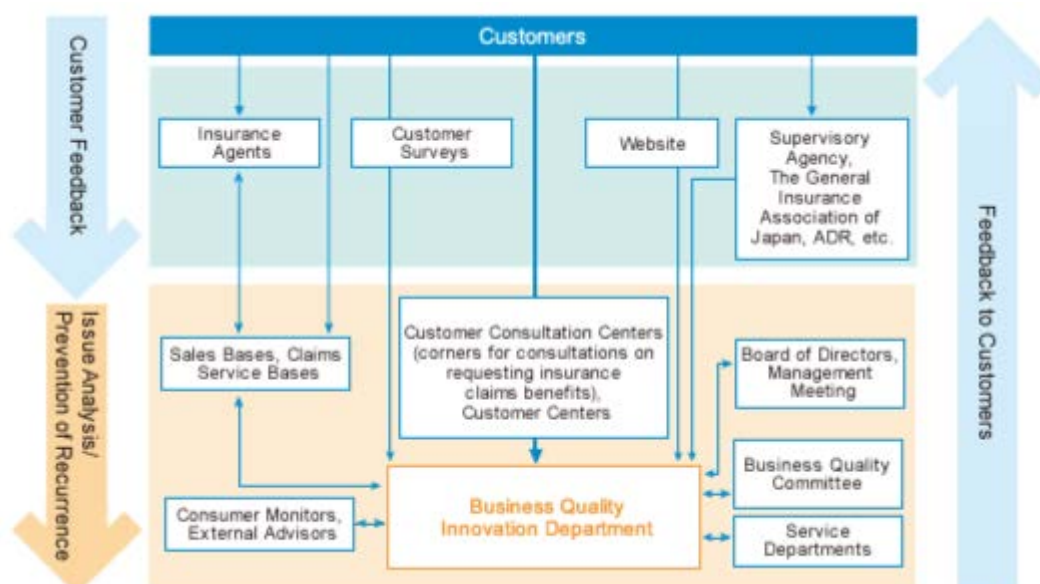 Customers
Customer Feedback
Insurance
Agents
Customer
Surveys
Website
Supervisory
Agency,
The General
Insurance
Association of
Japan, ADR, etc.
Feedback to Customers
Issue Analysis/
Prevention of Recurrence
Sales Bases, Claims
Service Bases
Customer Consultation Centers
(corners for consultations on
requesting insurance
claims benefits),
Customer Centers
Board of Directors,
Management
Meeting
Business Quality
Committee
Consumer Monitors,
External Advisors
Business Quality
Innovation Department
Service
Departments